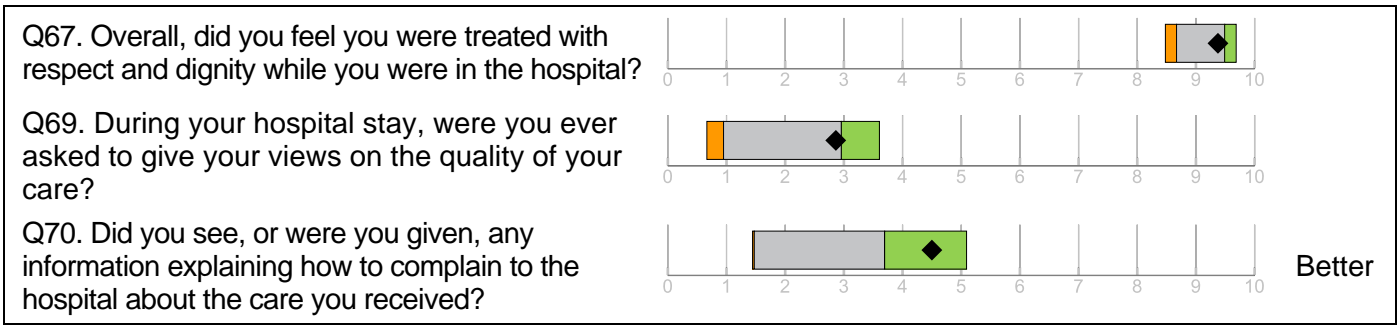 Q67. Overall, did you feel you were treated with
respect and dignity while you were in the hospital?
0 1 2 3 4 5 6 7 8 9 10
Q69. During your hospital stay, were you ever
asked to give your views on the quality of your
care?
0 1 2 3 4 5 6 7 8 9 10
Q70. Did you see, or were you given, any
information explaining how to complain to the
hospital about the care you received?
0 1 2 3 4 5 6 7 8 9 10
Better